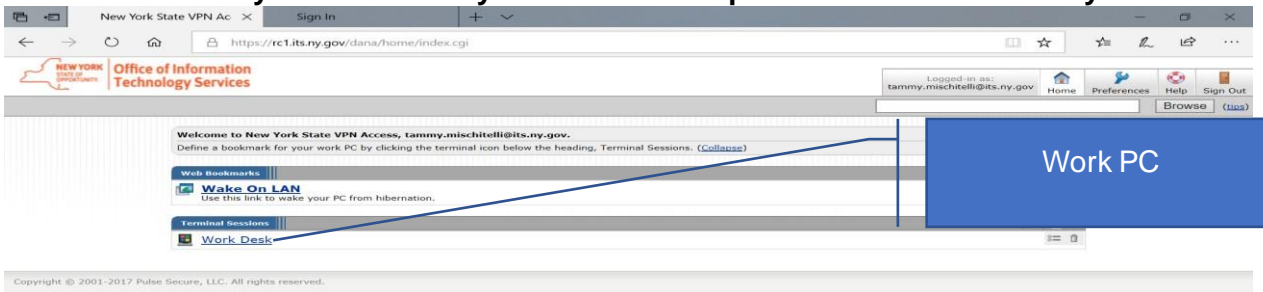 New York State VPN Ac
Sign In
https://rc1.its.ny.gov/dana/home/index.cgi
NEW YORK
STATE OF
OPPORTUNITY
Office of Information
Technology Services
Logged-in as:
tammy.mischitelli@its.ny.gov
Home
Preferences
Help
Sign Out
Browse
(tips)
Welcome to New York State VPN Access, tammy.mischitelli@its.ny.gov.
Define a bookmark for your work PC by clicking the terminal icon below the heading, Terminal Sessions. (Collapse)
Work PC
Web Bookmarks
Wake On LAN
Use this link to wake your PC from hibernation.
Terminal Sessions
Work Desk
Copyright © 2001-2017 Pulse Secure, LLC. All rights reserved.